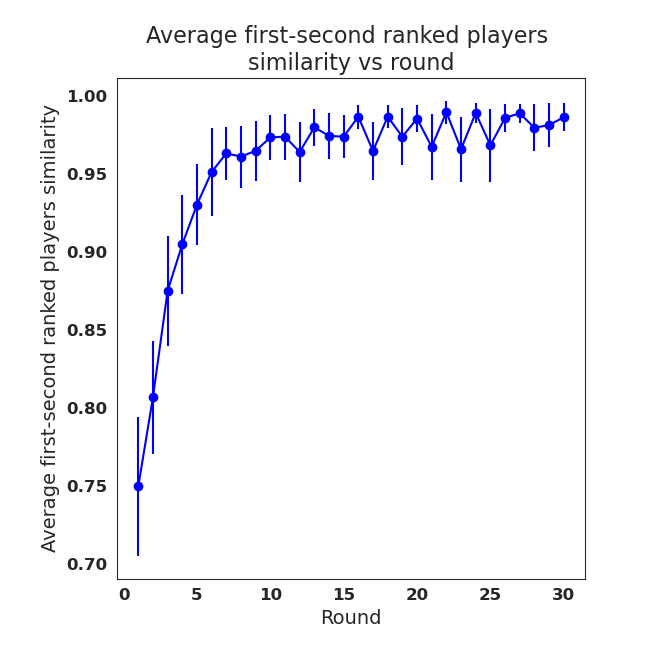 Average first-second ranked players
similarity vs round
Average first-second ranked players similarity
1.00
0.95
0.90
0.85
0.80
0.75
0.70
0 5 10 15 20 25 30
Round